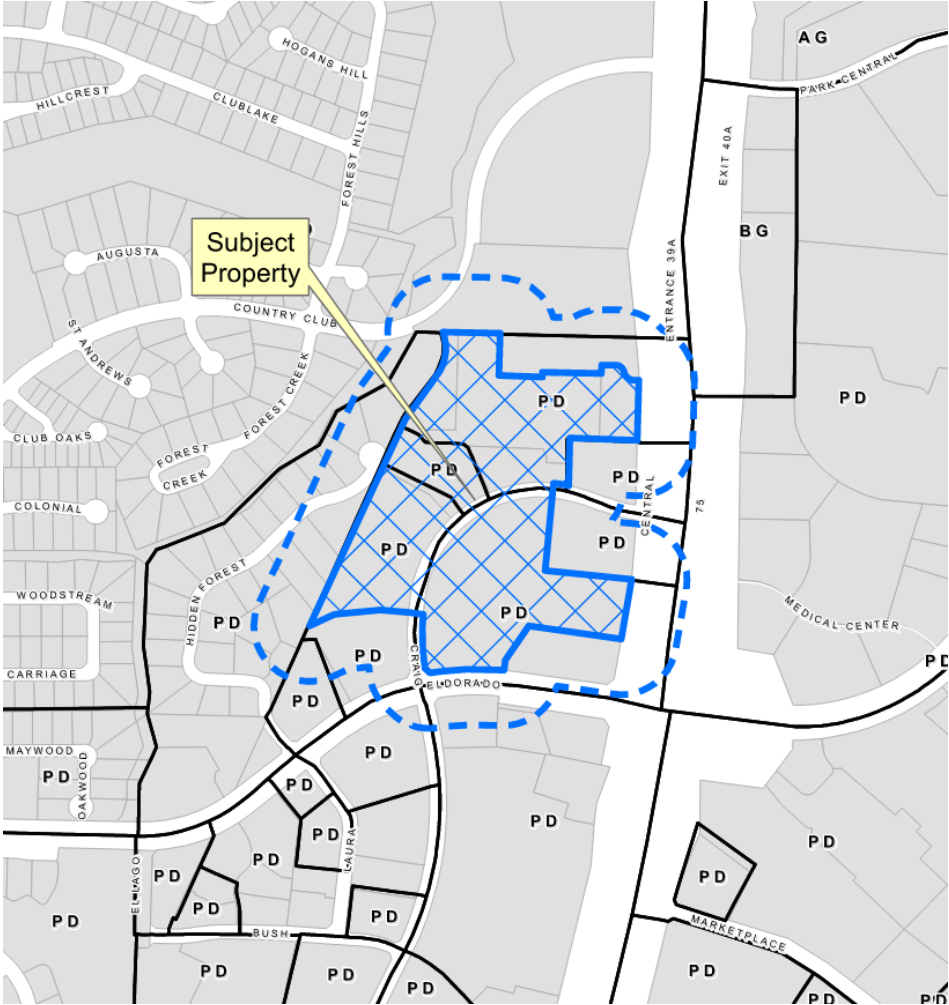 AG
HOGANS HILL
PARK CENTRAL
HILLCREST
CLUBLAKE
EXIT 40A
FOREST HILLS
BG
Subject
Property
AUGUSTA
ENTRANCE 39A
COUNTRY CLUB
ST ANDREWS
PD
PD
FOREST CREEK
CLUB OAKS
FOREST
CREEK
PD
PD
CENTRAL
75
COLONIAL
PD
PD
HIDDEN FOREST
WOODSTREAM
MEDICAL CENTER
PD
PD
CRAIG
PD
PD
CARRIAGE
ELDORADO
PD
MAYWOOD
PD
PD
OAKWOOD
PD
PD
LAURA
PD
PD
PD
EL LAGO
PD
PD
PD
PD
PD
PD
BUSH
MARKETPLACE
PD
PD
PD
PD
PD
PD